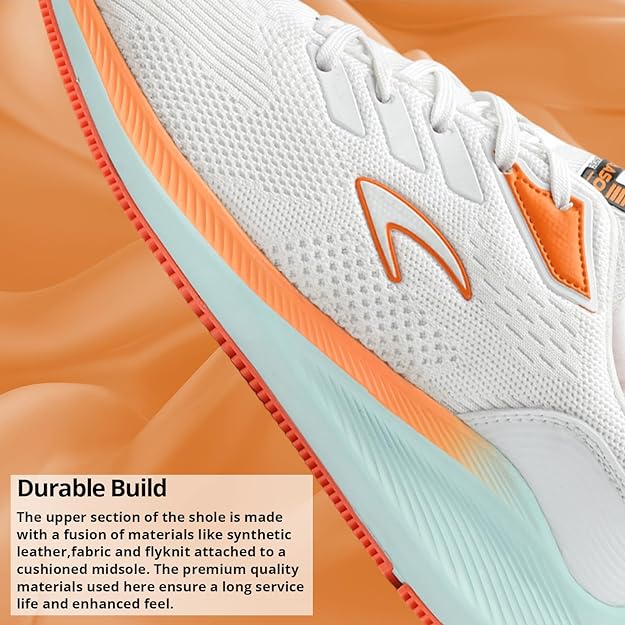 ASO
Durable Build
The upper section of the shole is made
with a fusion of materials like synthetic
leather,fabric and flyknit attached to a
cushioned midsole. The premium quality
materials used here ensure a long service
life and enhanced feel.